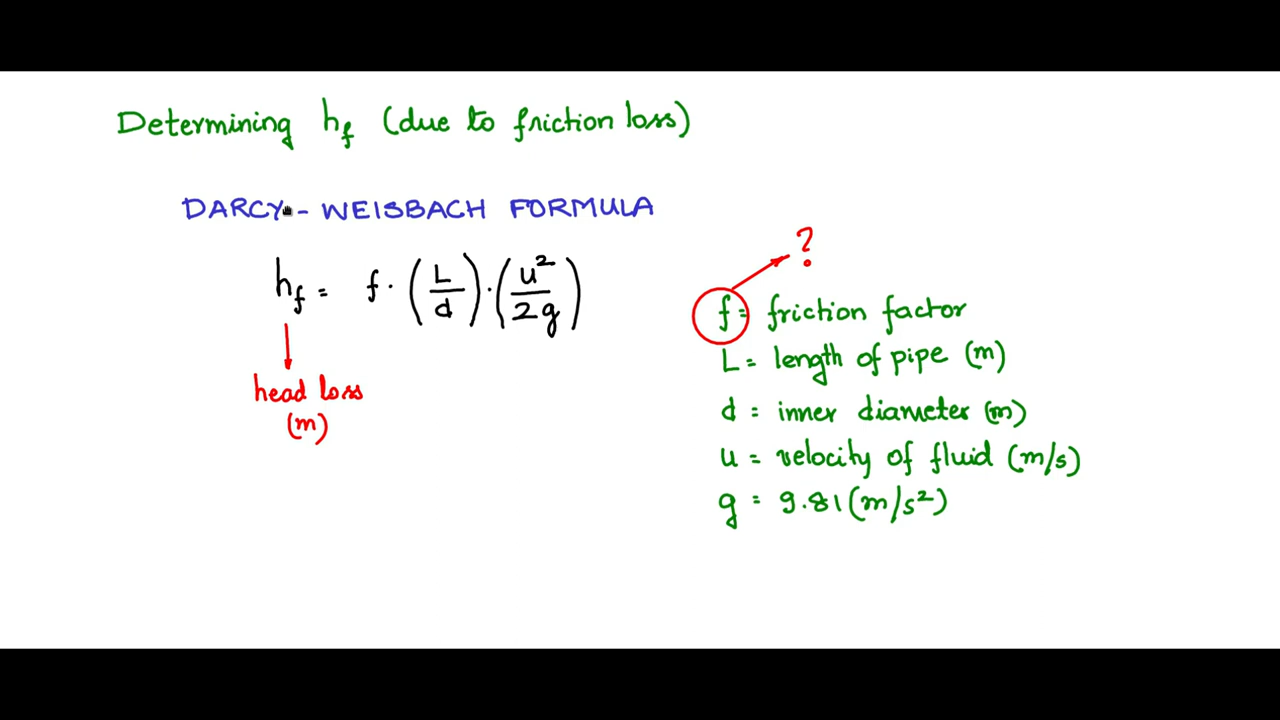 Determining hf (due to friction loss)
DARCY - WEISBACH FORMULA
hf = f · (L/d) · (u²/2g)
head loss
(m)
?
f = friction factor
L = length of pipe (m)
d = inner diameter (m)
u = velocity of fluid (m/s)
g = 9.81 (m/s²)